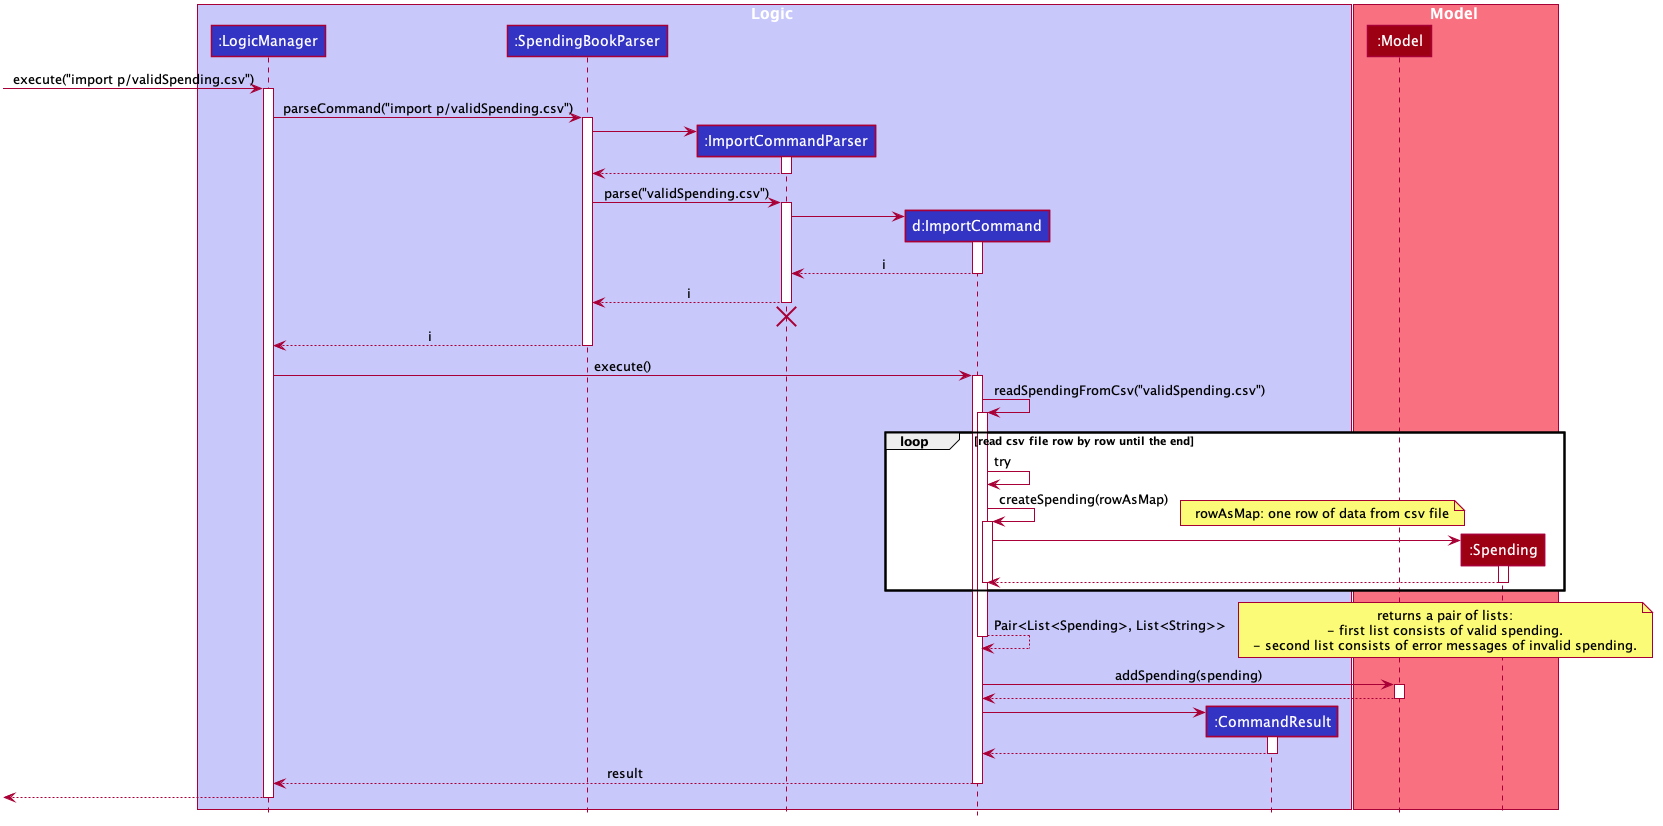 Logic
Model
:LogicManager
:SpendingBookParser
:Model
execute("import p/validSpending.csv")
parseCommand("import p/validSpending.csv")
:ImportCommandParser
parse("validSpending.csv")
d:ImportCommand
i
i
i
execute()
readSpendingFromCsv("validSpending.csv")
loop
[read csv file row by row until the end]
try
createSpending(rowAsMap)
rowAsMap: one row of data from csv file
:Spending
returns a pair of lists:
- first list consists of valid spending.
- second list consists of error messages of invalid spending.
Pair<List<Spending>, List<String>>
addSpending(spending)
:CommandResult
result